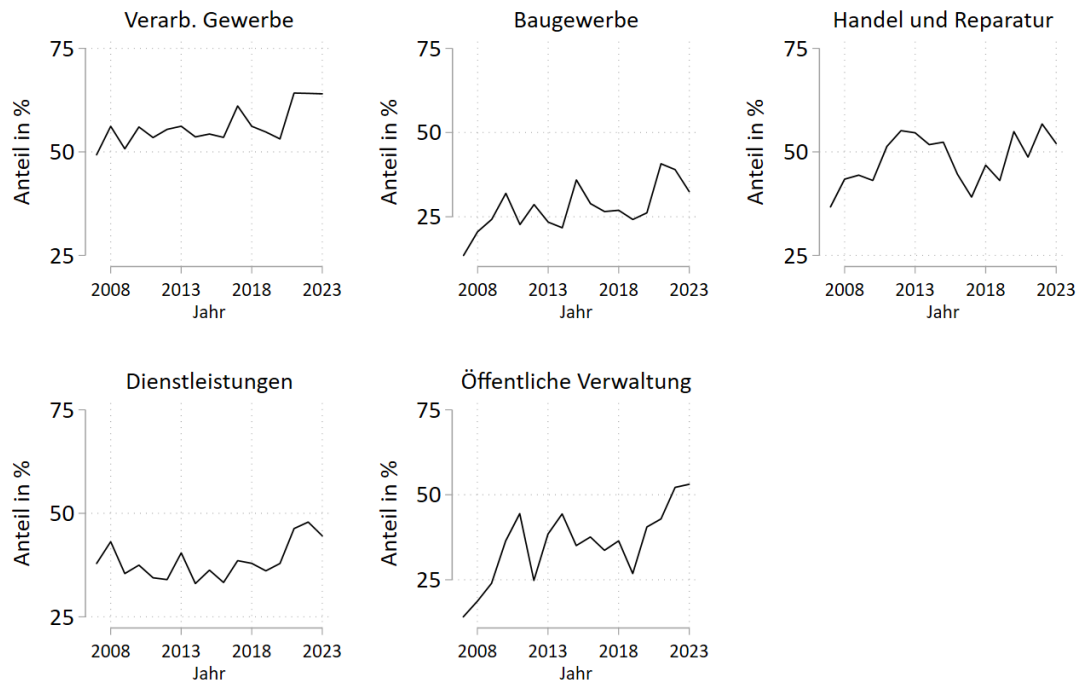 Verarb. Gewerbe
Anteil in %
75
50
25
2008 2013 2018 2023
Jahr
Baugewerbe
Anteil in %
75
50
25
2008 2013 2018 2023
Jahr
Handel und Reparatur
Anteil in %
75
50
25
2008 2013 2018 2023
Jahr
Dienstleistungen
Anteil in %
75
50
25
2008 2013 2018 2023
Jahr
Öffentliche Verwaltung
Anteil in %
75
50
25
2008 2013 2018 2023
Jahr